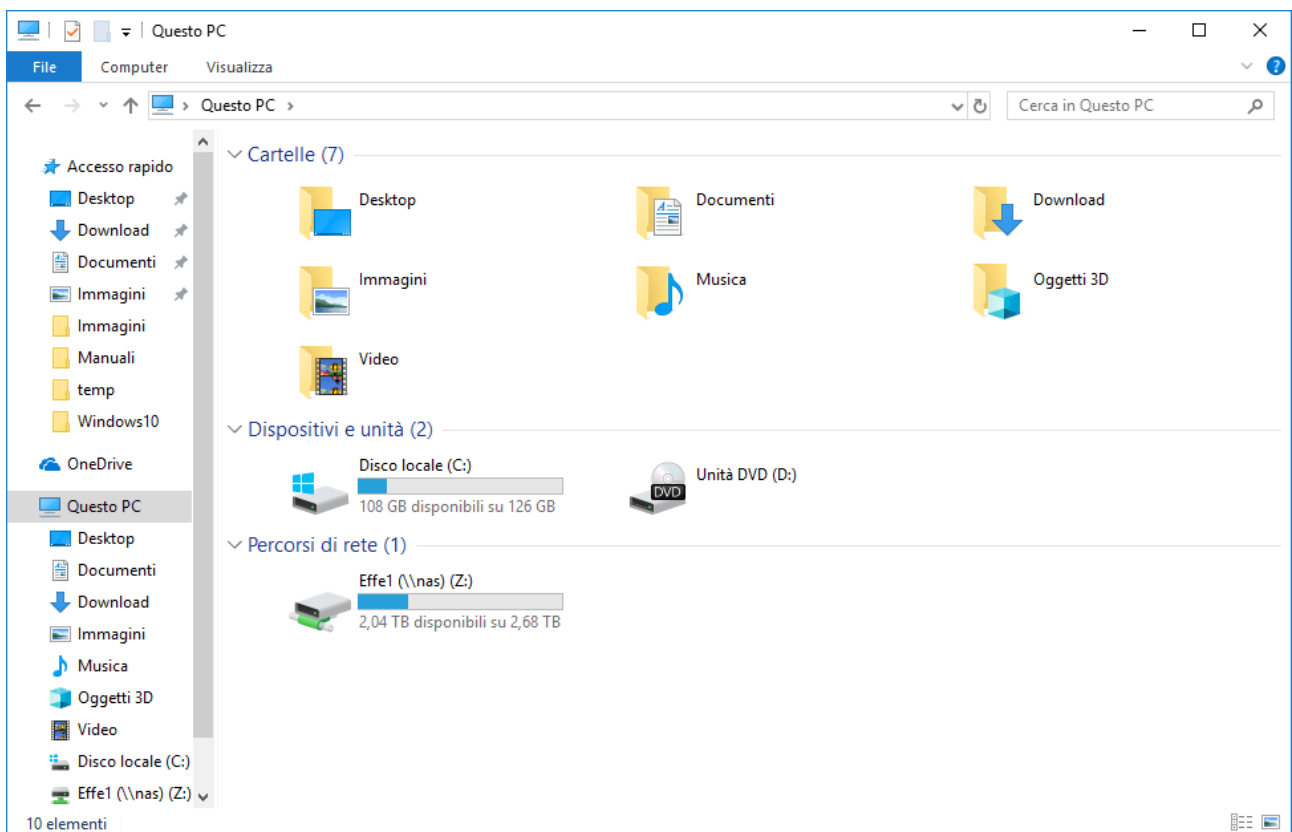 Questo PC
File Computer Visualizza
Questo PC
Cerca in Questo PC
Accesso rapido
Desktop
Download
Documenti
Immagini
Immagini
Manuali
temp
Windows10
OneDrive
Questo PC
Desktop
Documenti
Download
Immagini
Musica
Oggetti 3D
Video
Disco locale (C:)
Effe1 (\\nas) (Z:)
Cartelle (7)
Desktop
Documenti
Download
Immagini
Musica
Oggetti 3D
Video
Dispositivi e unità (2)
Disco locale (C:)
108 GB disponibili su 126 GB
DVD
Unità DVD (D:)
Percorsi di rete (1)
Effe1 (\\nas) (Z:)
2,04 TB disponibili su 2,68 TB
10 elementi